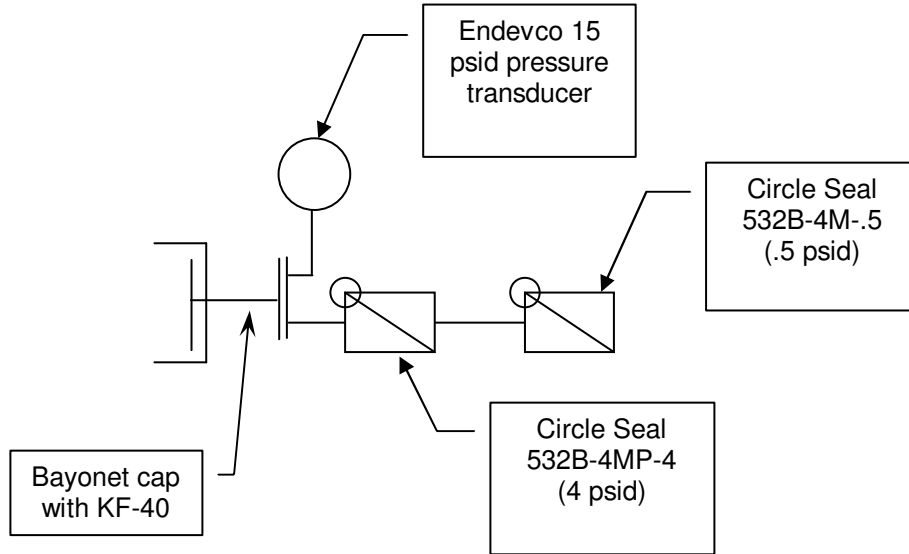 Endevco 15
psid pressure
transducer
Circle Seal
532B-4M-.5
(.5 psid)
Circle Seal
532B-4MP-4
(4 psid)
Bayonet cap
with KF-40